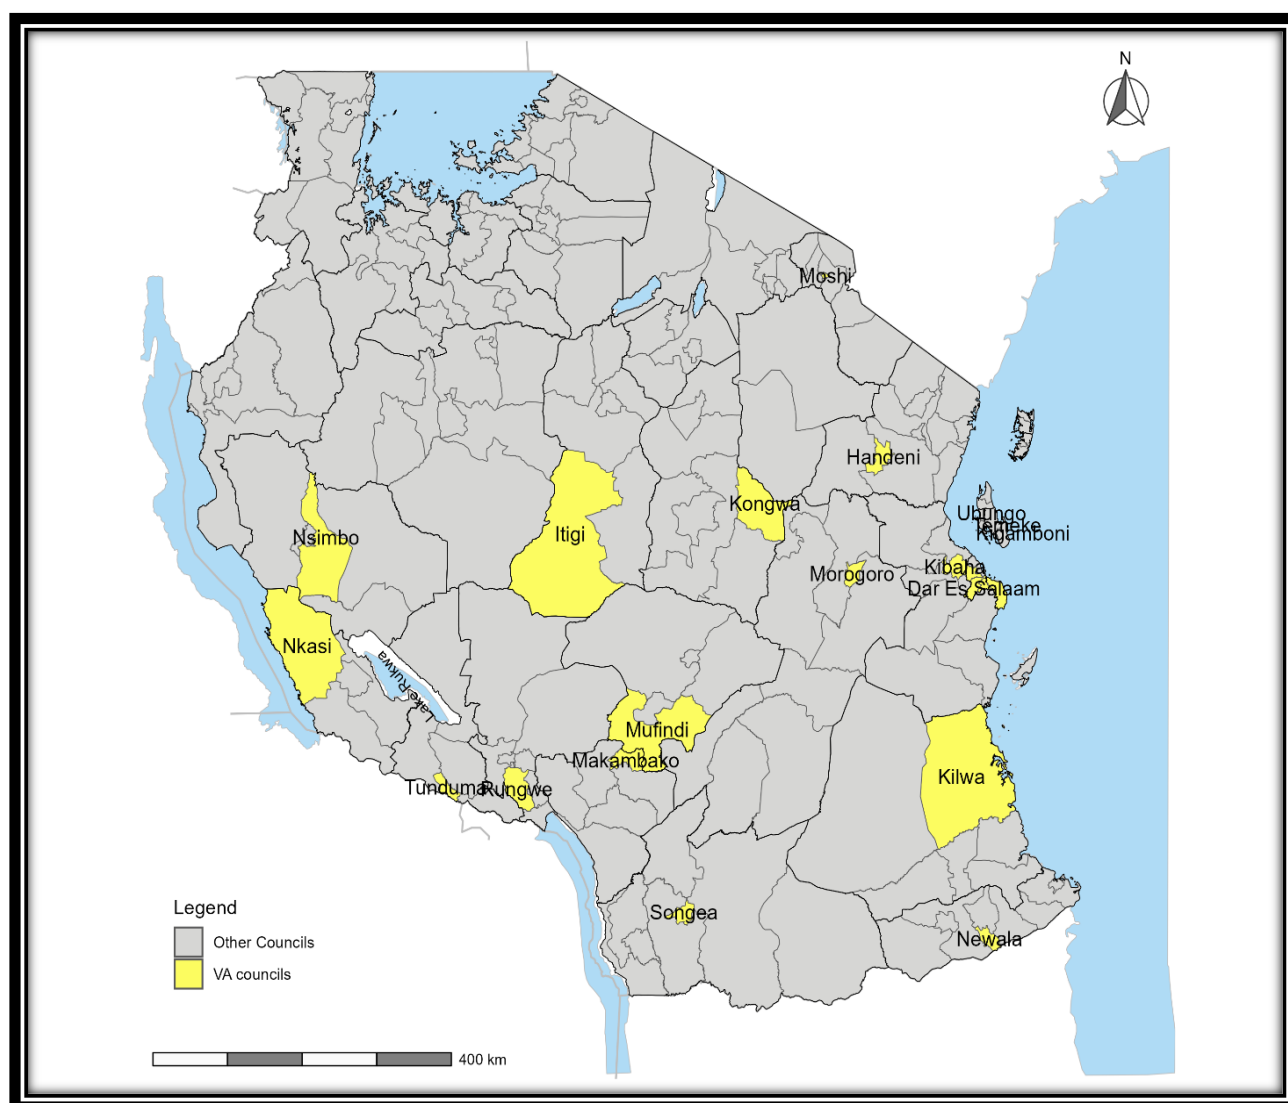 N
Moshi
Handeni
Kongwa
Ubungo
Temeke
Kigamboni
Nsimbo
Itigi
Morogoro
Kibaha
Dar Es Salaam
Nkasi
Lake Rukwa
Mufindi
Makambako
Kilwa
Tunduma
Rungwe
Songea
Newala
Legend
Other Councils
VA councils
400 km